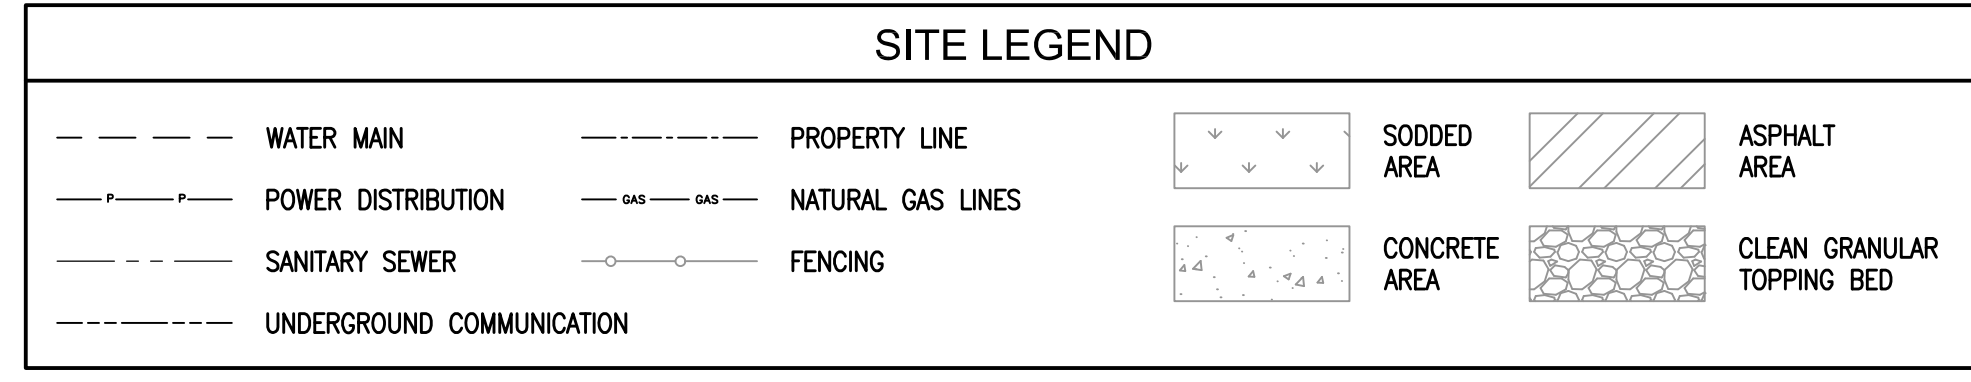 SITE LEGEND
WATER MAIN
P P POWER DISTRIBUTION
SANITARY SEWER
UNDERGROUND COMMUNICATION
PROPERTY LINE
GAS GAS NATURAL GAS LINES
FENCING
SODDED
AREA
CONCRETE
AREA
ASPHALT
AREA
CLEAN GRANULAR
TOPPING BED